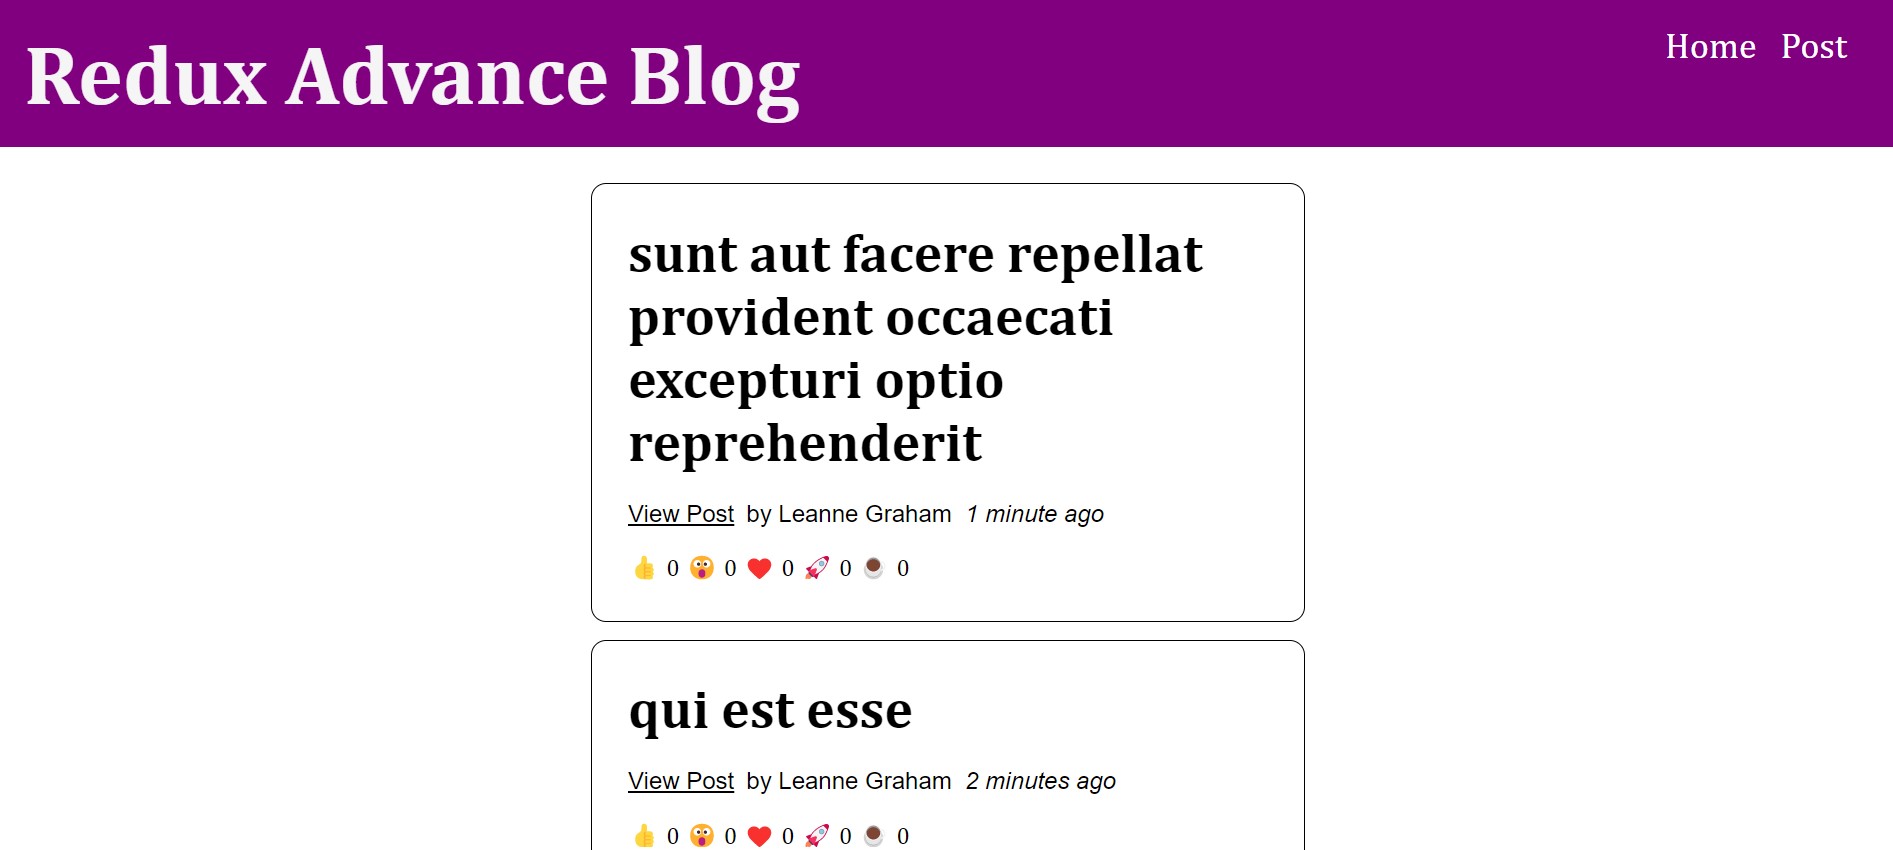 Redux Advance Blog
Home Post
sunt aut facere repellat
provident occaecati
excepturi optio
reprehenderit
View Post by Leanne Graham 1 minute ago
👍 0 😲 0 ❤️ 0 🚀 0 ☕ 0
qui est esse
View Post by Leanne Graham 2 minutes ago
👍 0 😲 0 ❤️ 0 🚀 0 ☕ 0